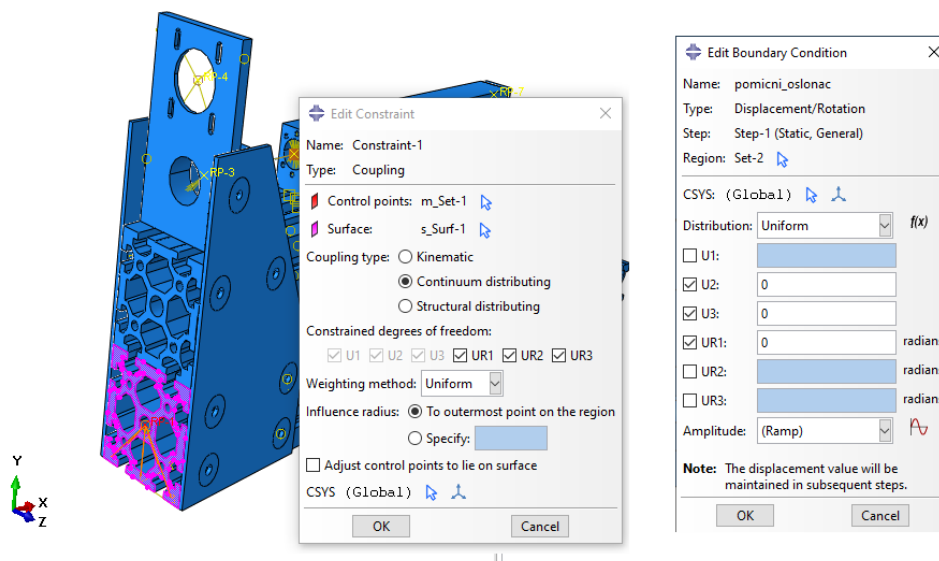 RP-4
RP-7
RP-3
Y
X
Z
Edit Constraint
Name: Constraint-1
Type: Coupling
Control points: m_Set-1
Surface: s_Surf-1
Coupling type: Kinematic
Continuum distributing
Structural distributing
Constrained degrees of freedom:
U1 U2 U3 UR1 UR2 UR3
Weighting method: Uniform
Influence radius: To outermost point on the region
Specify:
Adjust control points to lie on surface
CSYS (Global)
OK Cancel
Edit Boundary Condition
Name: pomicni_oslonac
Type: Displacement/Rotation
Step: Step-1 (Static, General)
Region: Set-2
CSYS: (Global)
Distribution: Uniform f(x)
U1:
U2: 0
U3: 0
UR1: 0 radian
UR2: radian
UR3: radian
Amplitude: (Ramp)
Note: The displacement value will be
maintained in subsequent steps.
OK Cancel